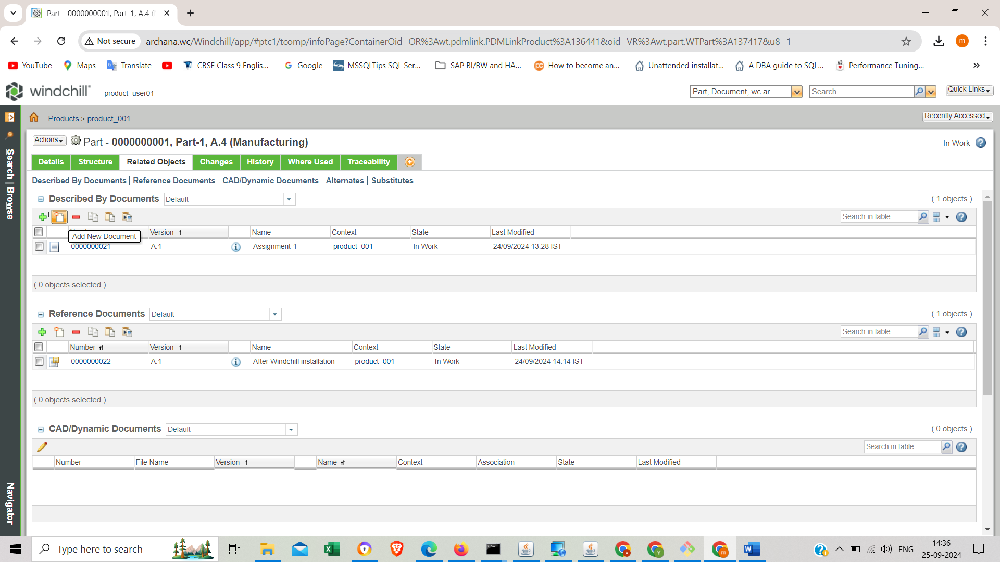 Part - 0000000001, Part-1, A.4 (
Not secure archana.wc/Windchill/app/#ptc1/tcomp/infoPage?ContainerOid=OR%3Awt.pdmlink.PDMLinkProduct%3A136441&oid=VR%3Awt.part.WTPart%3A137417&u8=1 m
YouTube Maps Translate CBSE Class 9 Englis... Google MSSQLTips SQL Ser... SAP BI/BW and HA... How to become an... Unattended installat... A DBA guide to SQL... Performance Tuning... »
windchill product_user01 Part, Document, wc.ar... Search . . . Quick Links
Products > product_001 Recently Accessed
Actions Part - 0000000001, Part-1, A.4 (Manufacturing) In Work
Details Structure Related Objects Changes History Where Used Traceability
Described By Documents | Reference Documents | CAD/Dynamic Documents | Alternates | Substitutes
Search | Browse
Described By Documents Default ( 1 objects )
Search in table
Version Name Context State Last Modified
Add New Document
0000000021 A.1 Assignment-1 product_001 In Work 24/09/2024 13:28 IST
( 0 objects selected )
Reference Documents Default ( 1 objects )
Search in table
Number Version Name Context State Last Modified
0000000022 A.1 After Windchill installation product_001 In Work 24/09/2024 14:14 IST
( 0 objects selected )
CAD/Dynamic Documents Default ( 0 objects )
Search in table
Number File Name Version Name Context Association State Last Modified
Navigator
Type here to search ENG 14:36
25-09-2024